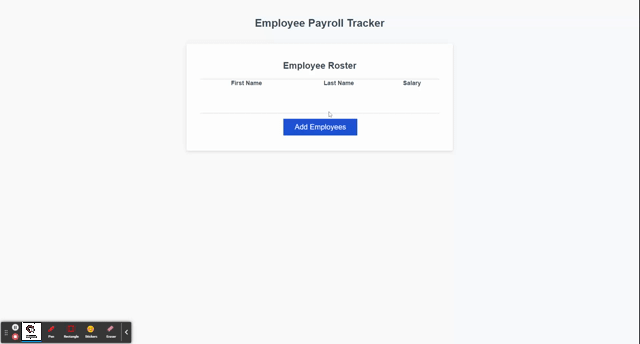 Employee Payroll Tracker
Employee Roster
First Name Last Name Salary
Add Employees
Pen Rectangle Stickers Eraser